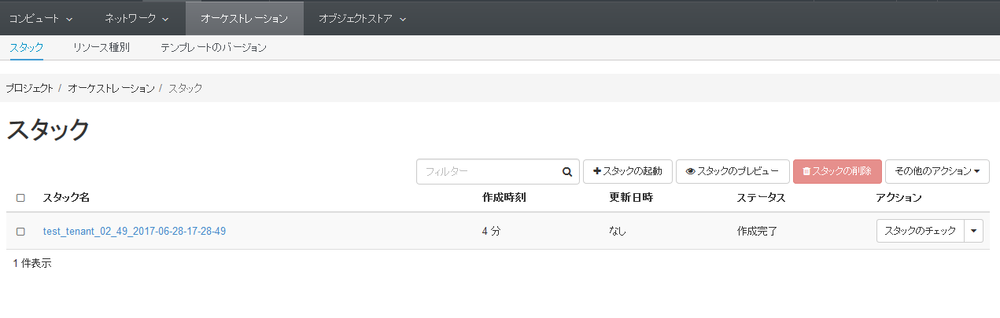 コンピュート ネットワーク オーケストレーション オブジェクトストア
スタック リソース種別 テンプレートのバージョン
プロジェクト / オーケストレーション / スタック
スタック
フィルター スタックの起動 スタックのプレビュー スタックの削除 その他のアクション
スタック名 作成時刻 更新日時 ステータス アクション
test_tenant_02_49_2017-06-28-17-28-49 4 分 なし 作成完了 スタックのチェック
1 件表示